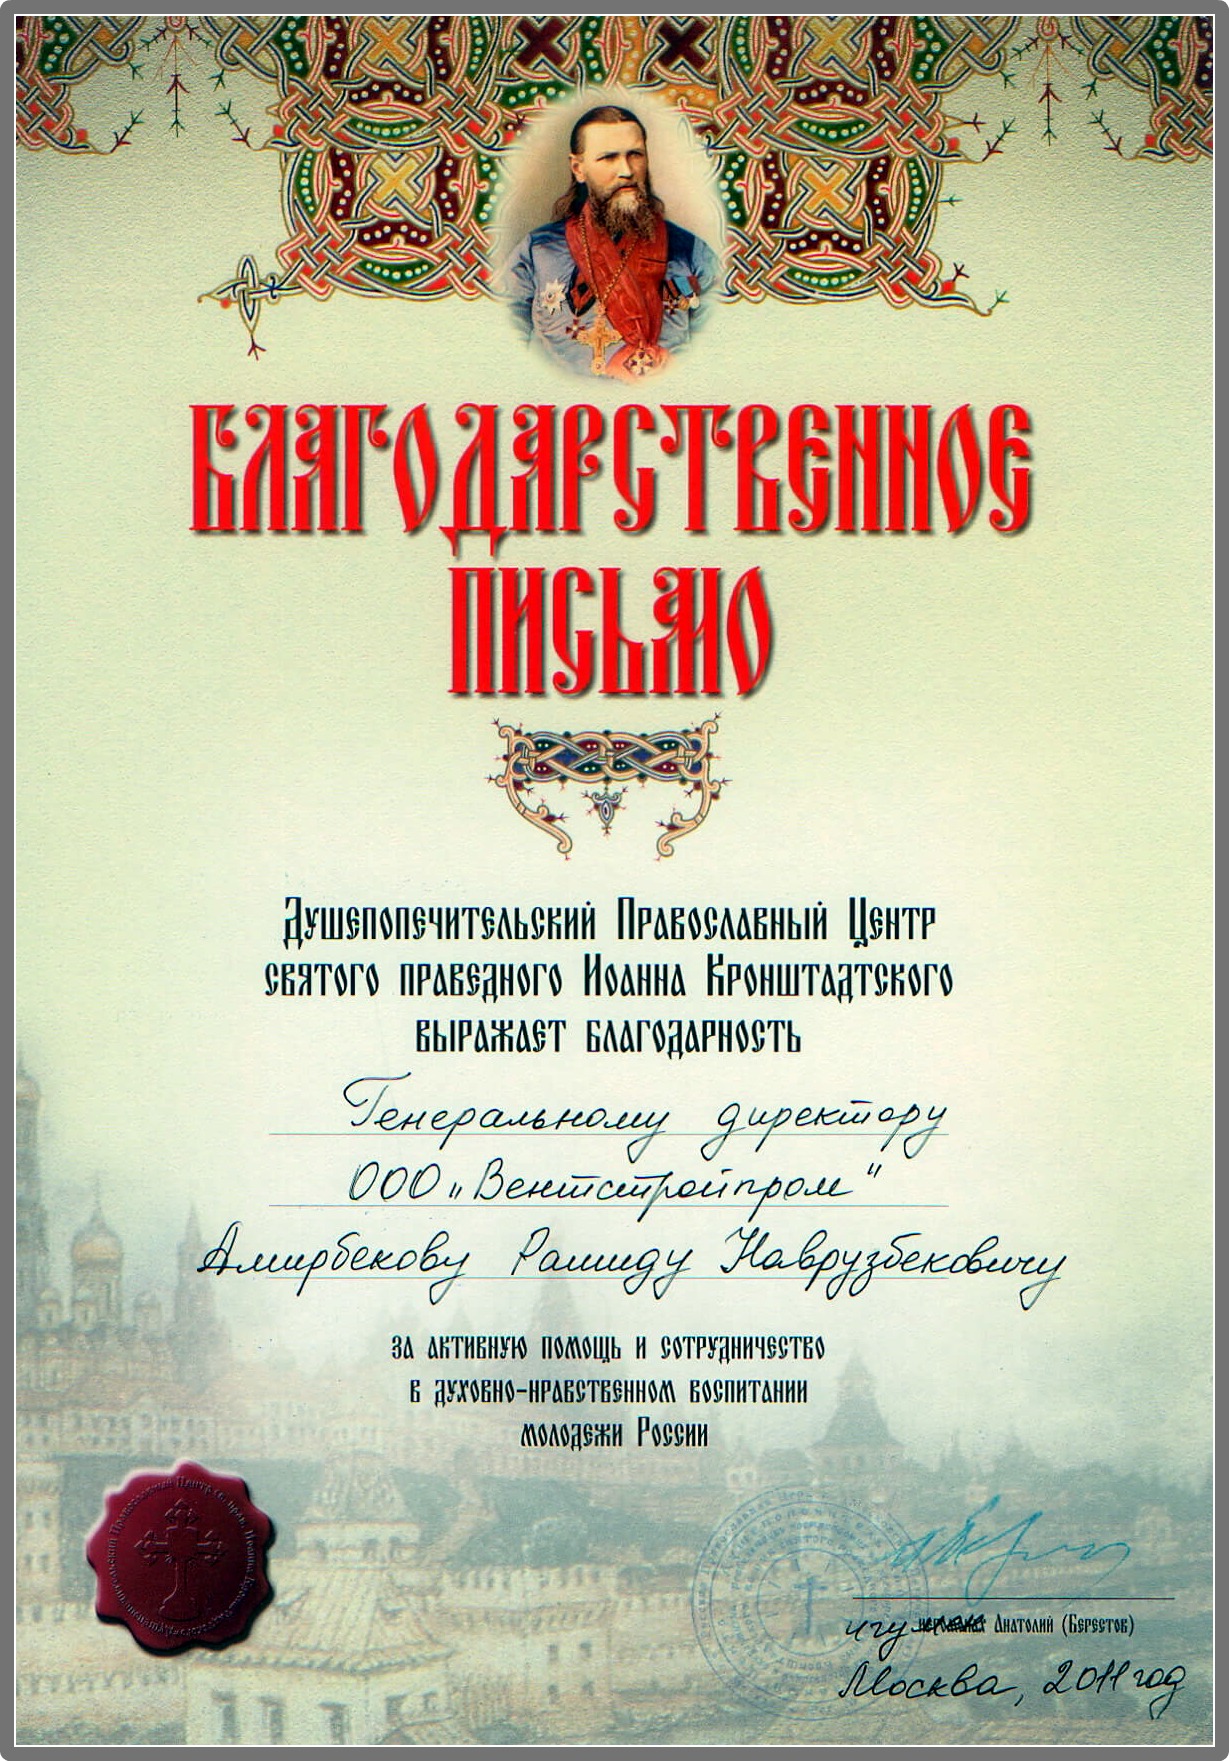 БЛАГОДАРСТВЕННОЕ
ПИСЬМО
Душепопечительский Православный Центр
святого праведного Иоанна Кронштадтского
выражает благодарность
Генеральному директору
ООО „Вентстройпром"
Амирбекову Рашиду Наврузбековичу
за активную помощь и сотрудничество
в духовно-нравственном воспитании
молодежи России
игумен Анатолий (Берестов)
Москва, 2011 год